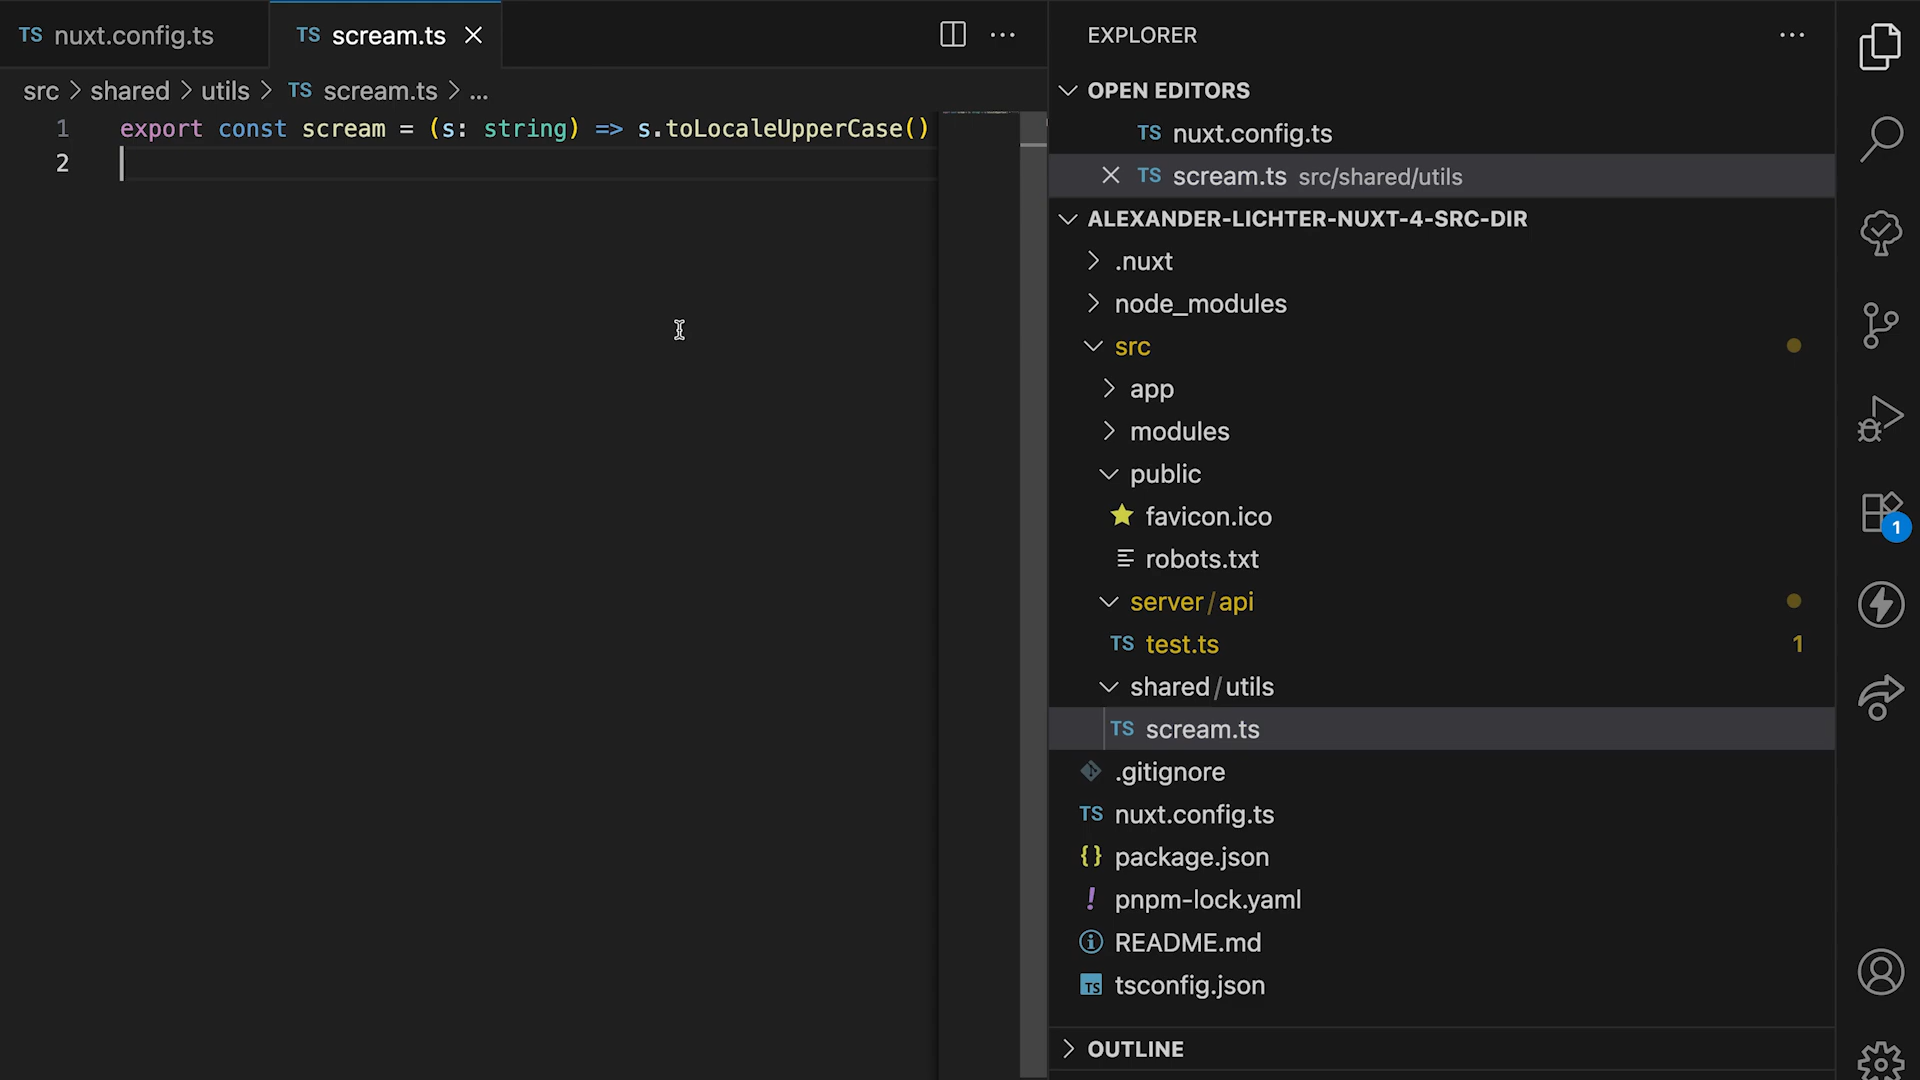 TS nuxt.config.ts
TS scream.ts
src > shared > utils > TS scream.ts > ...
1 export const scream = (s: string) => s.toLocaleUpperCase()
2
EXPLORER
OPEN EDITORS
TS nuxt.config.ts
TS scream.ts src/shared/utils
ALEXANDER-LICHTER-NUXT-4-SRC-DIR
.nuxt
node_modules
src
app
modules
public
favicon.ico
robots.txt
server/api
TS test.ts 1
shared/utils
TS scream.ts
.gitignore
TS nuxt.config.ts
{} package.json
! pnpm-lock.yaml
README.md
TS tsconfig.json
OUTLINE
1